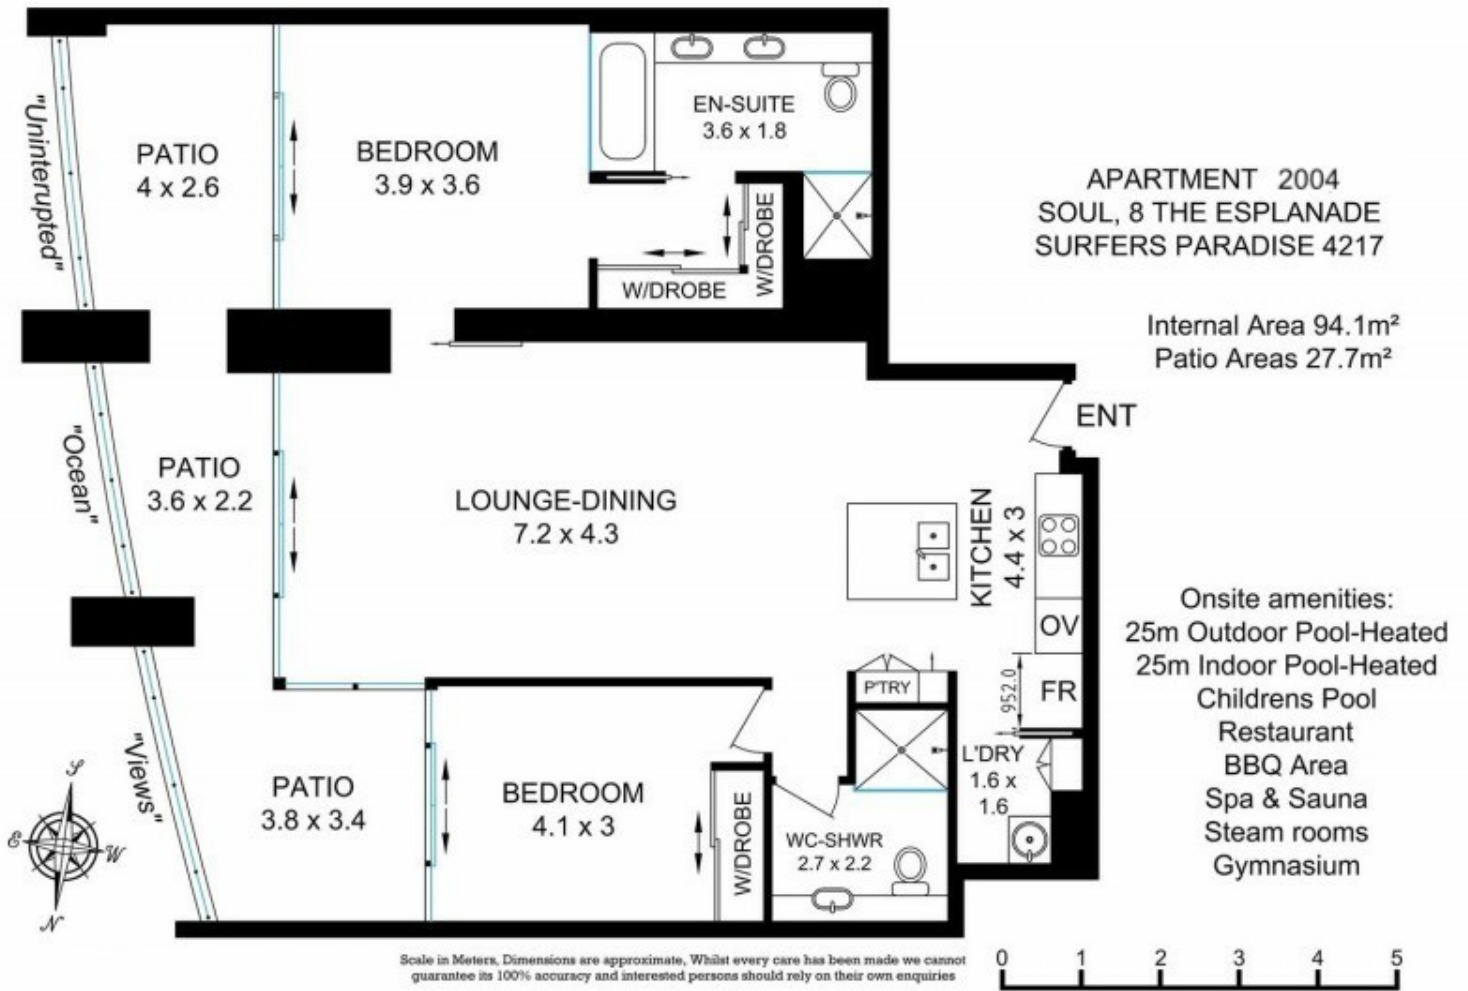 "Uninterupted"
PATIO
4 x 2.6
BEDROOM
3.9 x 3.6
EN-SUITE
3.6 x 1.8
W/DROBE
W/DROBE
APARTMENT 2004
SOUL, 8 THE ESPLANADE
SURFERS PARADISE 4217
Internal Area 94.1m²
Patio Areas 27.7m²
ENT
"Ocean"
PATIO
3.6 x 2.2
LOUNGE-DINING
7.2 x 4.3
KITCHEN
4.4 x 3
OV
FR
952.0
P'TRY
L'DRY
1.6 x
1.6
"Views"
PATIO
3.8 x 3.4
BEDROOM
4.1 x 3
W/DROBE
WC-SHWR
2.7 x 2.2
Onsite amenities:
25m Outdoor Pool-Heated
25m Indoor Pool-Heated
Childrens Pool
Restaurant
BBQ Area
Spa & Sauna
Steam rooms
Gymnasium
S
E
W
N
Scale in Meters, Dimensions are approximate, Whilst every care has been made we cannot
guarantee its 100% accuracy and interested persons should rely on their own enquiries
0 1 2 3 4 5